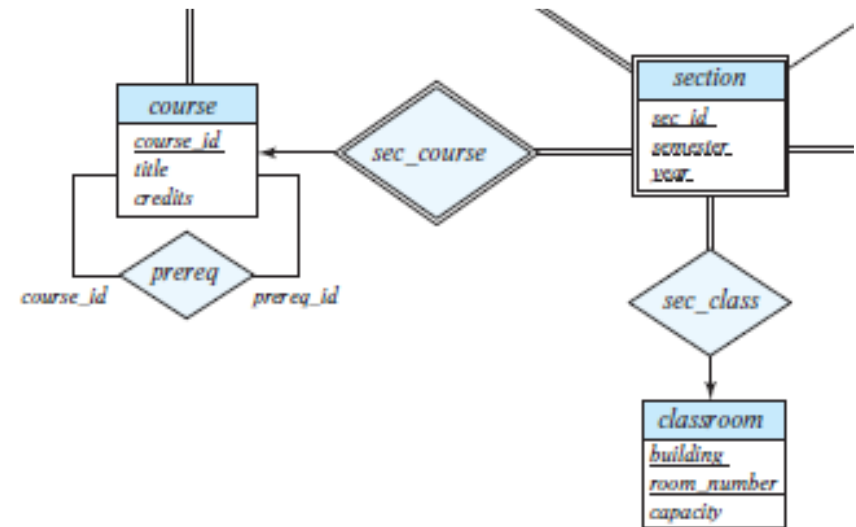 course
course_id
title
credits
prereq
course_id
prereq_id
sec_course
section
sec_id
semester
year
sec_class
classroom
building
room_number
capacity